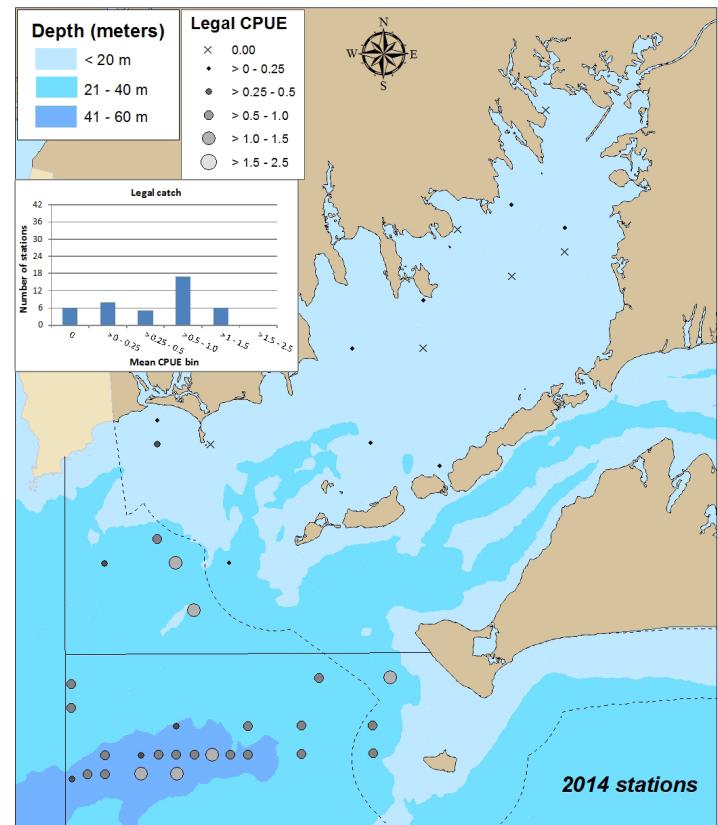 Depth (meters)
< 20 m
21 - 40 m
41 - 60 m
Legal CPUE
0.00
> 0 - 0.25
> 0.25 - 0.5
> 0.5 - 1.0
> 1.0 - 1.5
> 1.5 - 2.5
N
W
E
S
Legal catch
Number of stations
42
36
30
24
18
12
6
0
0
>0 - 0.25
>0.25 - 0.5
>0.5 - 1.0
>1 - 1.5
>1.5 - 2.5
Mean CPUE bin
2014 stations